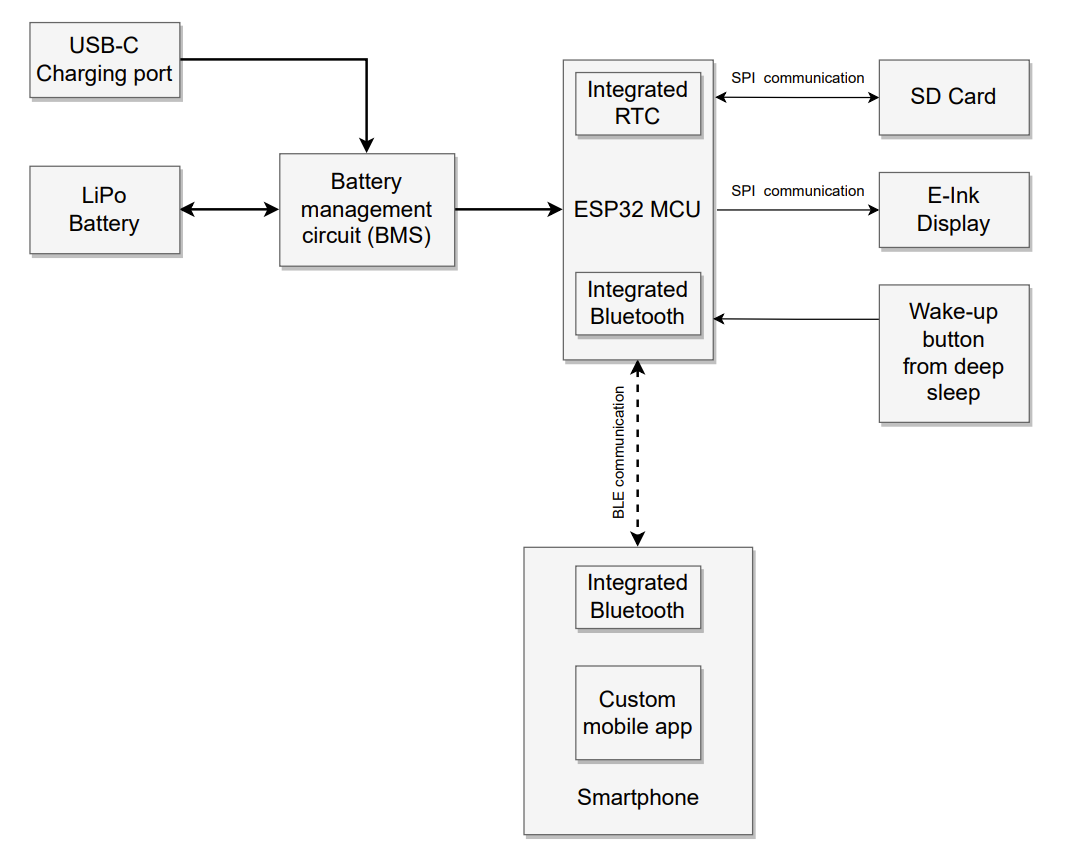 USB-C
Charging port
LiPo
Battery
Battery
management
circuit (BMS)
Integrated
RTC
ESP32 MCU
Integrated
Bluetooth
SPI  communication
SD Card
SPI  communication
E-Ink
Display
Wake-up
button
from deep
sleep
BLE communication
Integrated
Bluetooth
Custom
mobile app
Smartphone